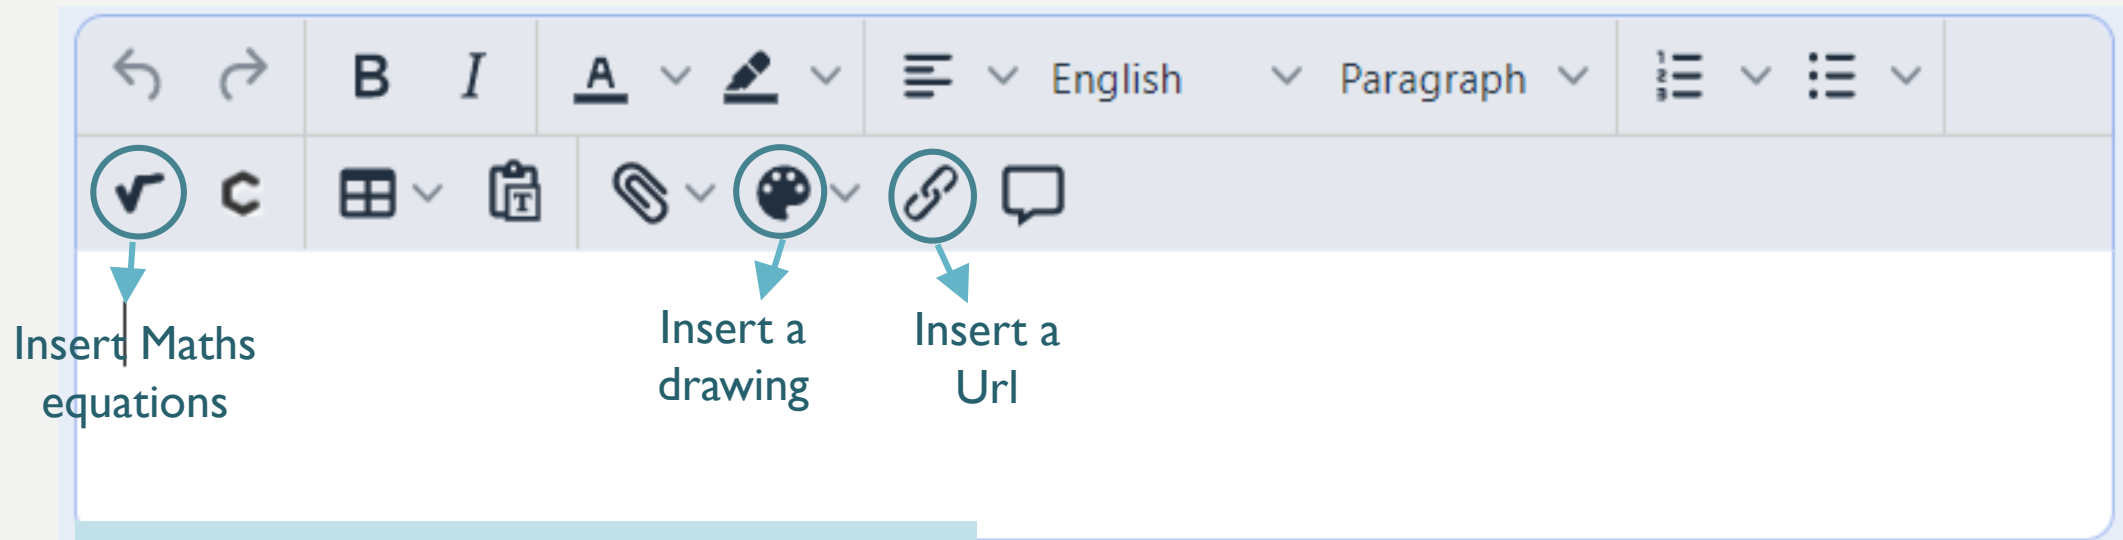 B I A English Paragraph
Insert Maths
equations
Insert a
drawing
Insert a
Url